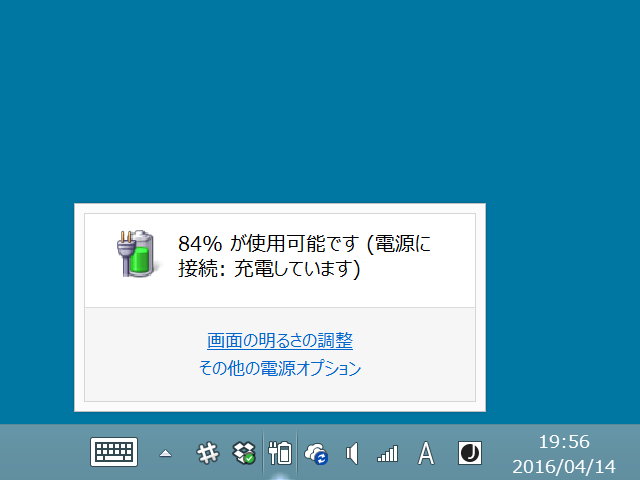 84% が使用可能です (電源に
接続: 充電しています)
画面の明るさの調整
その他の電源オプション
A
J
19:56
2016/04/14